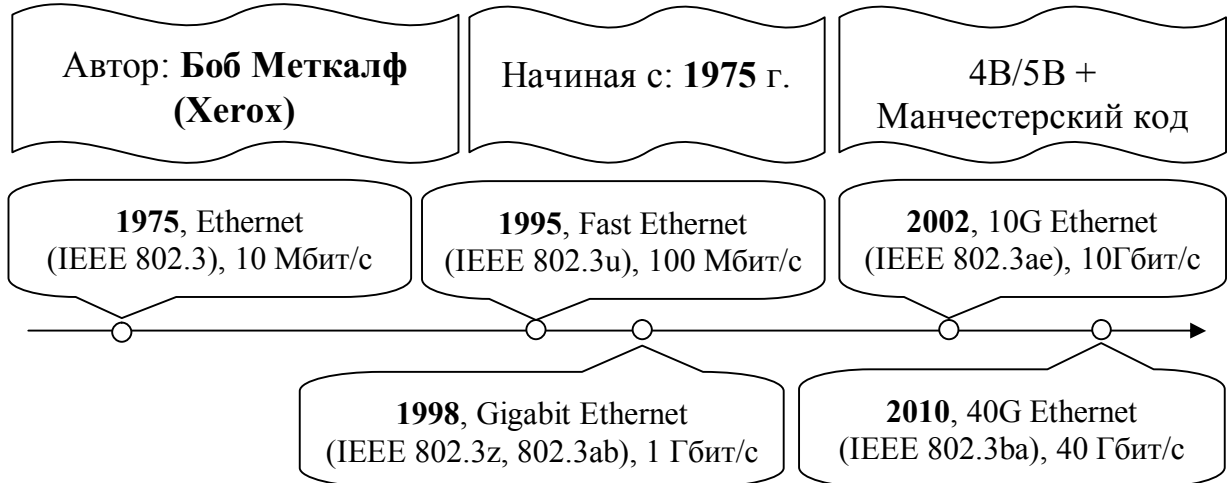 Автор: Боб Меткалф
(Xerox)
Начиная с: 1975 г.
4B/5B +
Манчестерский код
1975, Ethernet
(IEEE 802.3), 10 Мбит/с
1995, Fast Ethernet
(IEEE 802.3u), 100 Мбит/с
2002, 10G Ethernet
(IEEE 802.3ae), 10Гбит/с
1998, Gigabit Ethernet
(IEEE 802.3z, 802.3ab), 1 Гбит/с
2010, 40G Ethernet
(IEEE 802.3ba), 40 Гбит/с